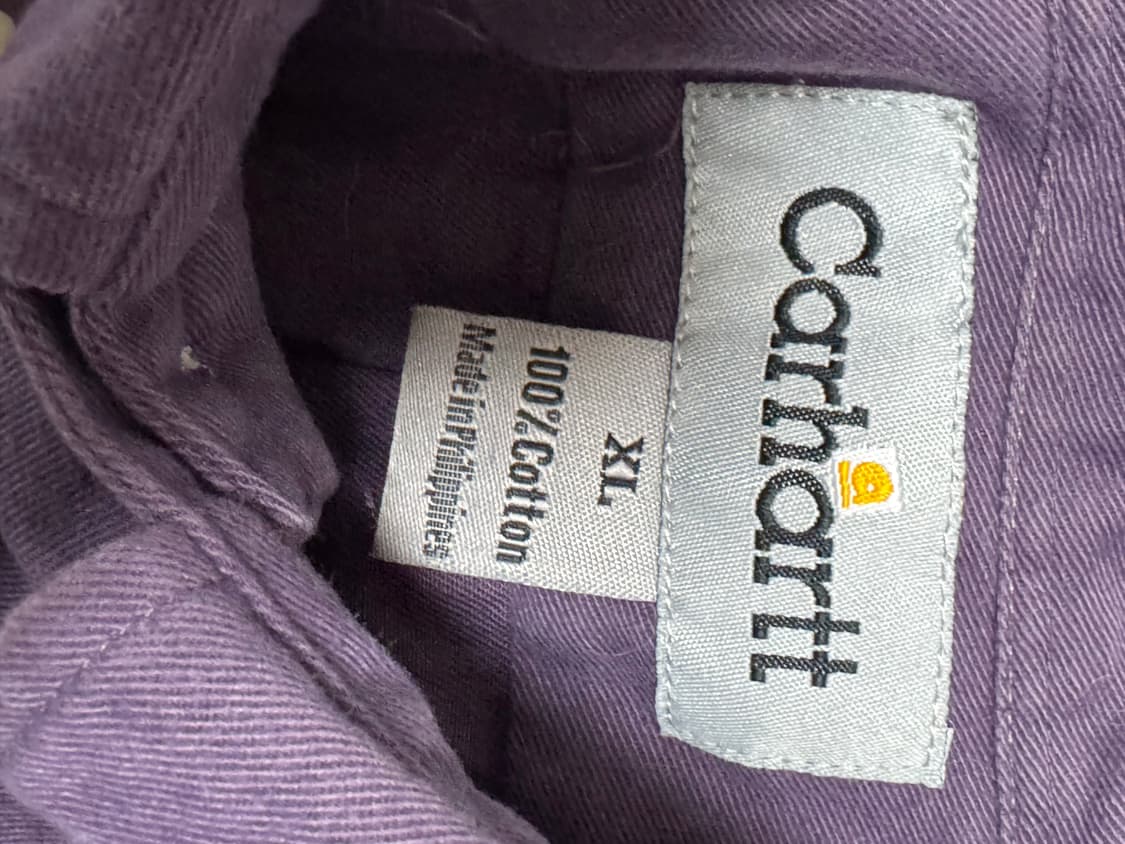 Carhartt
XL
100% Cotton
Made in Philippines